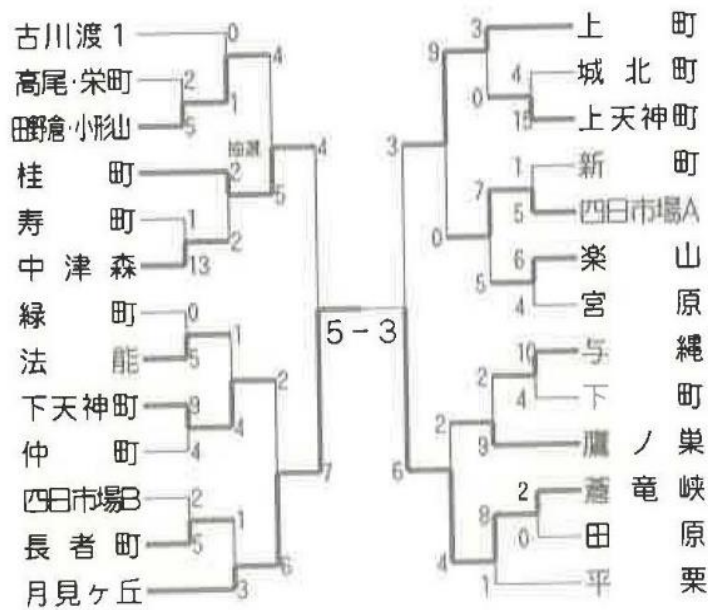 古川渡1
高尾・栄町
田野倉・小形山
桂町
寿町
中津森
緑町
法能
下天神町
仲町
四日市場B
長者町
月見ヶ丘
0
2
5
1
4
抽選
2
1
13
2
5
4
0
5
1
9
4
4
2
2
5
1
3
6
7
5-3
上町
城北町
上天神町
新町
四日市場A
楽山
宮原
与縄
下町
鷹ノ巣
蒼竜峡
田原
平栗
3
4
15
0
9
1
5
7
6
4
5
0
3
10
4
2
9
2
2
0
8
1
4
6